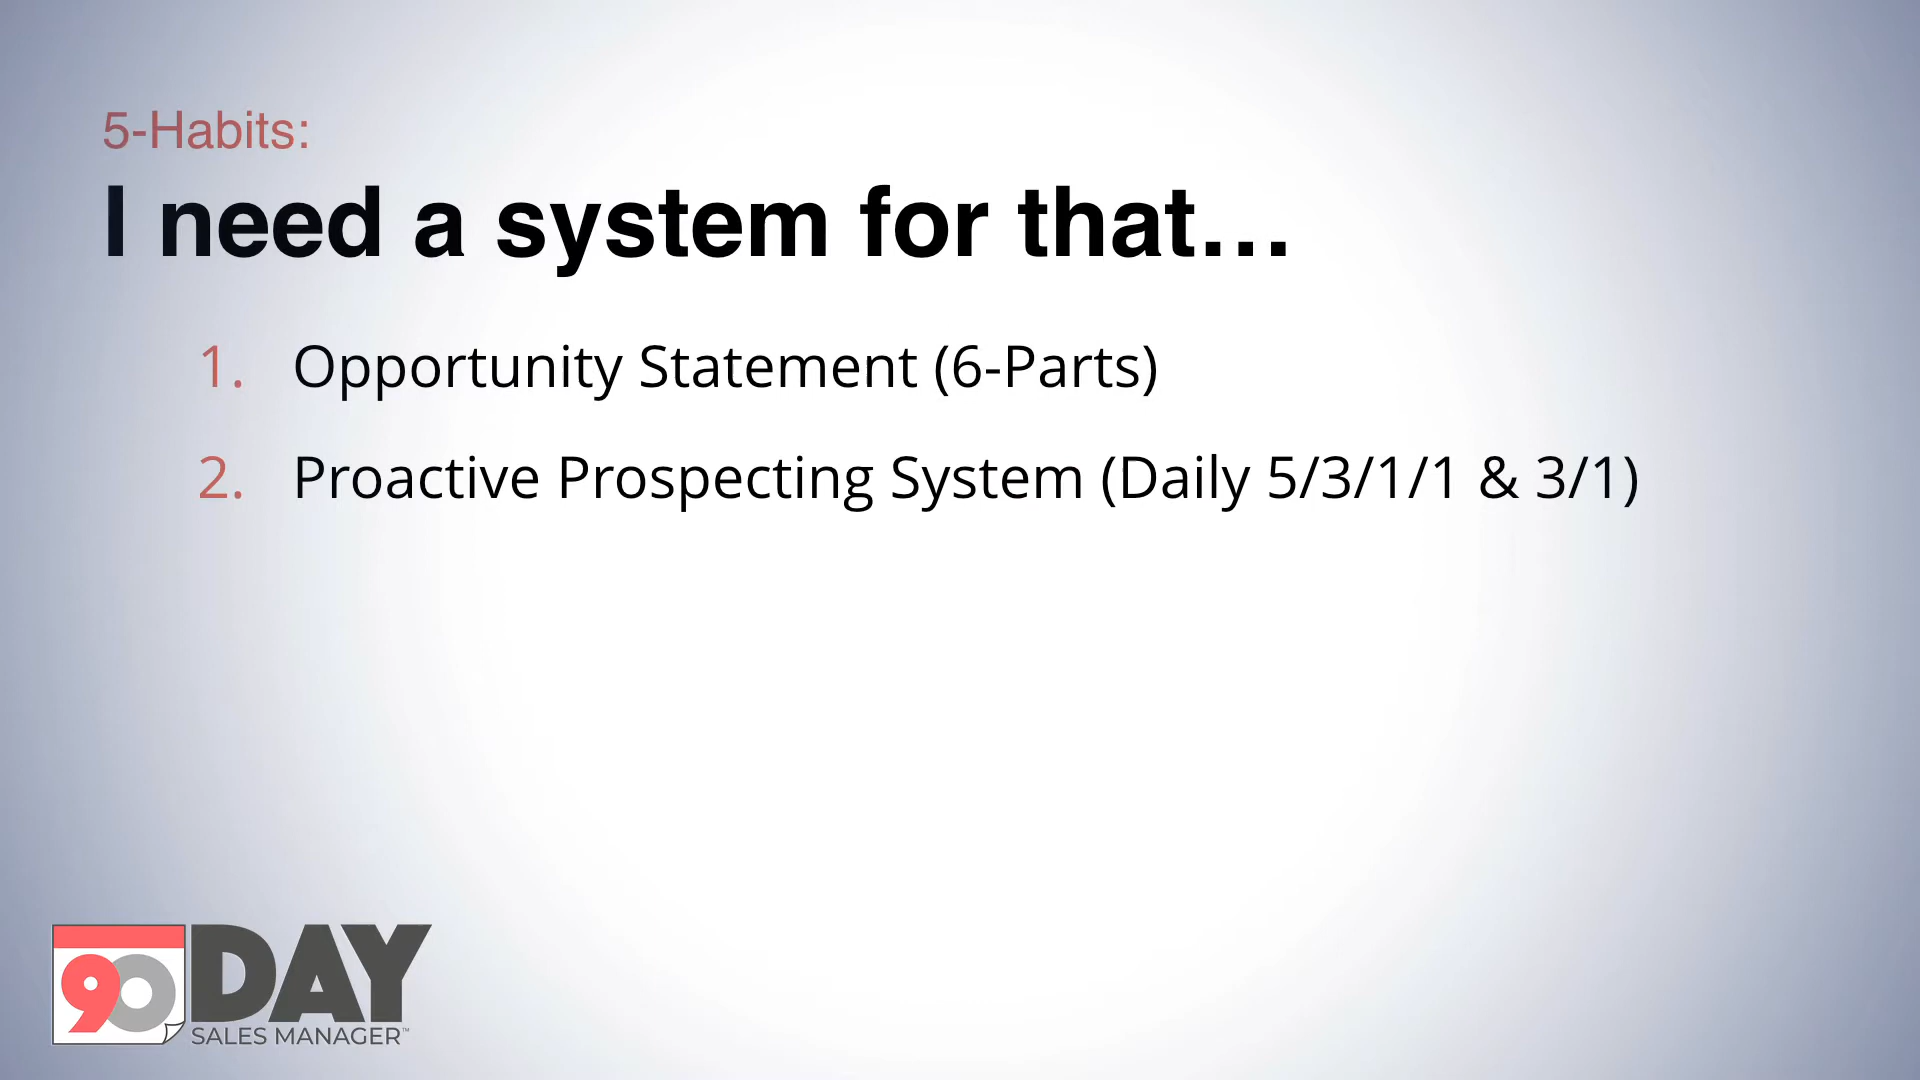 5-Habits:
I need a system for that…
1. Opportunity Statement (6-Parts)
2. Proactive Prospecting System (Daily 5/3/1/1 & 3/1)
90 DAY
SALES MANAGER™